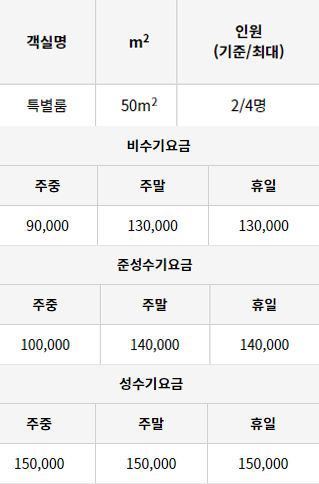 객실명 m² 인원
(기준/최대)
특별룸 50m² 2/4명
비수기요금
주중 주말 휴일
90,000 130,000 130,000
준성수기요금
주중 주말 휴일
100,000 140,000 140,000
성수기요금
주중 주말 휴일
150,000 150,000 150,000